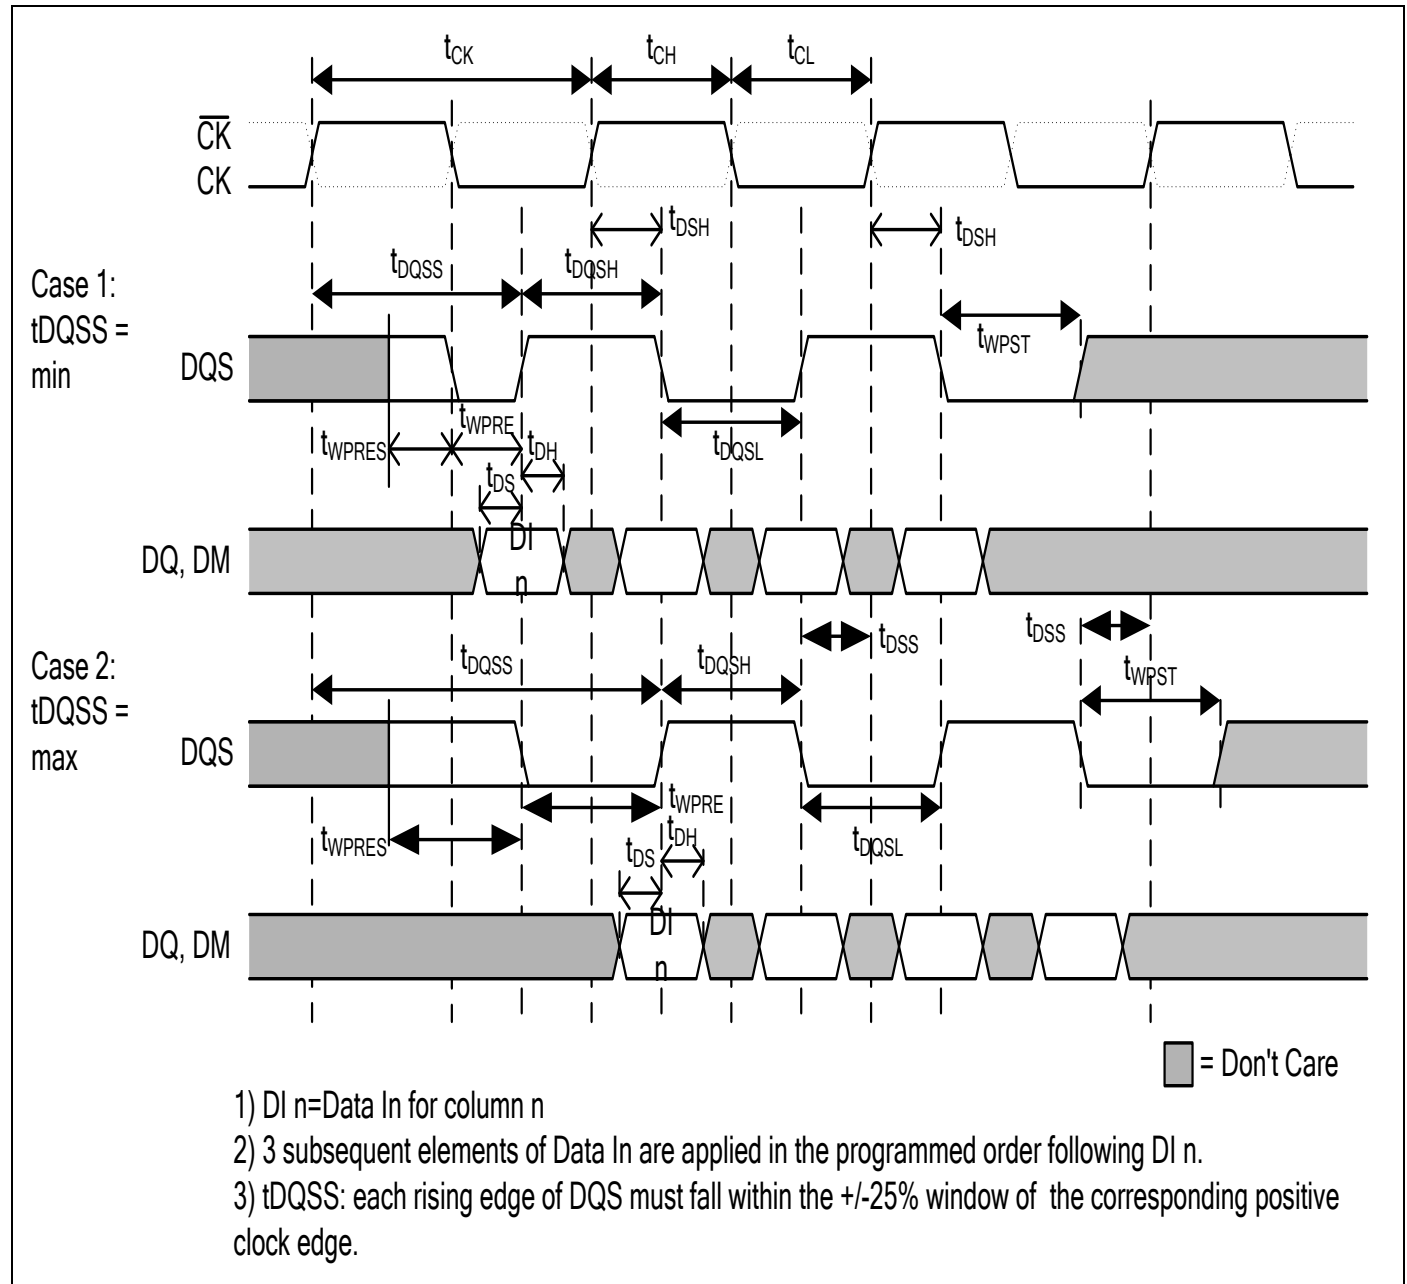 tCK tCH tCL
CK
CK
tDSH tDSH
tDQSS tDQSH
Case 1:
tDQSS =
min
tWPST
DQS
tWPRE
tWPRES tDH tDQSL
tDS
DI
n
DQ, DM
tDSS tDSS
Case 2:
tDQSS =
max
tDQSS tDQSH tWPST
DQS
tWPRE
tWPRES tDH tDQSL
tDS
DI
n
DQ, DM
= Don't Care
1) DI n=Data In for column n
2) 3 subsequent elements of Data In are applied in the programmed order following DI n.
3) tDQSS: each rising edge of DQS must fall within the +/-25% window of the corresponding positive
clock edge.